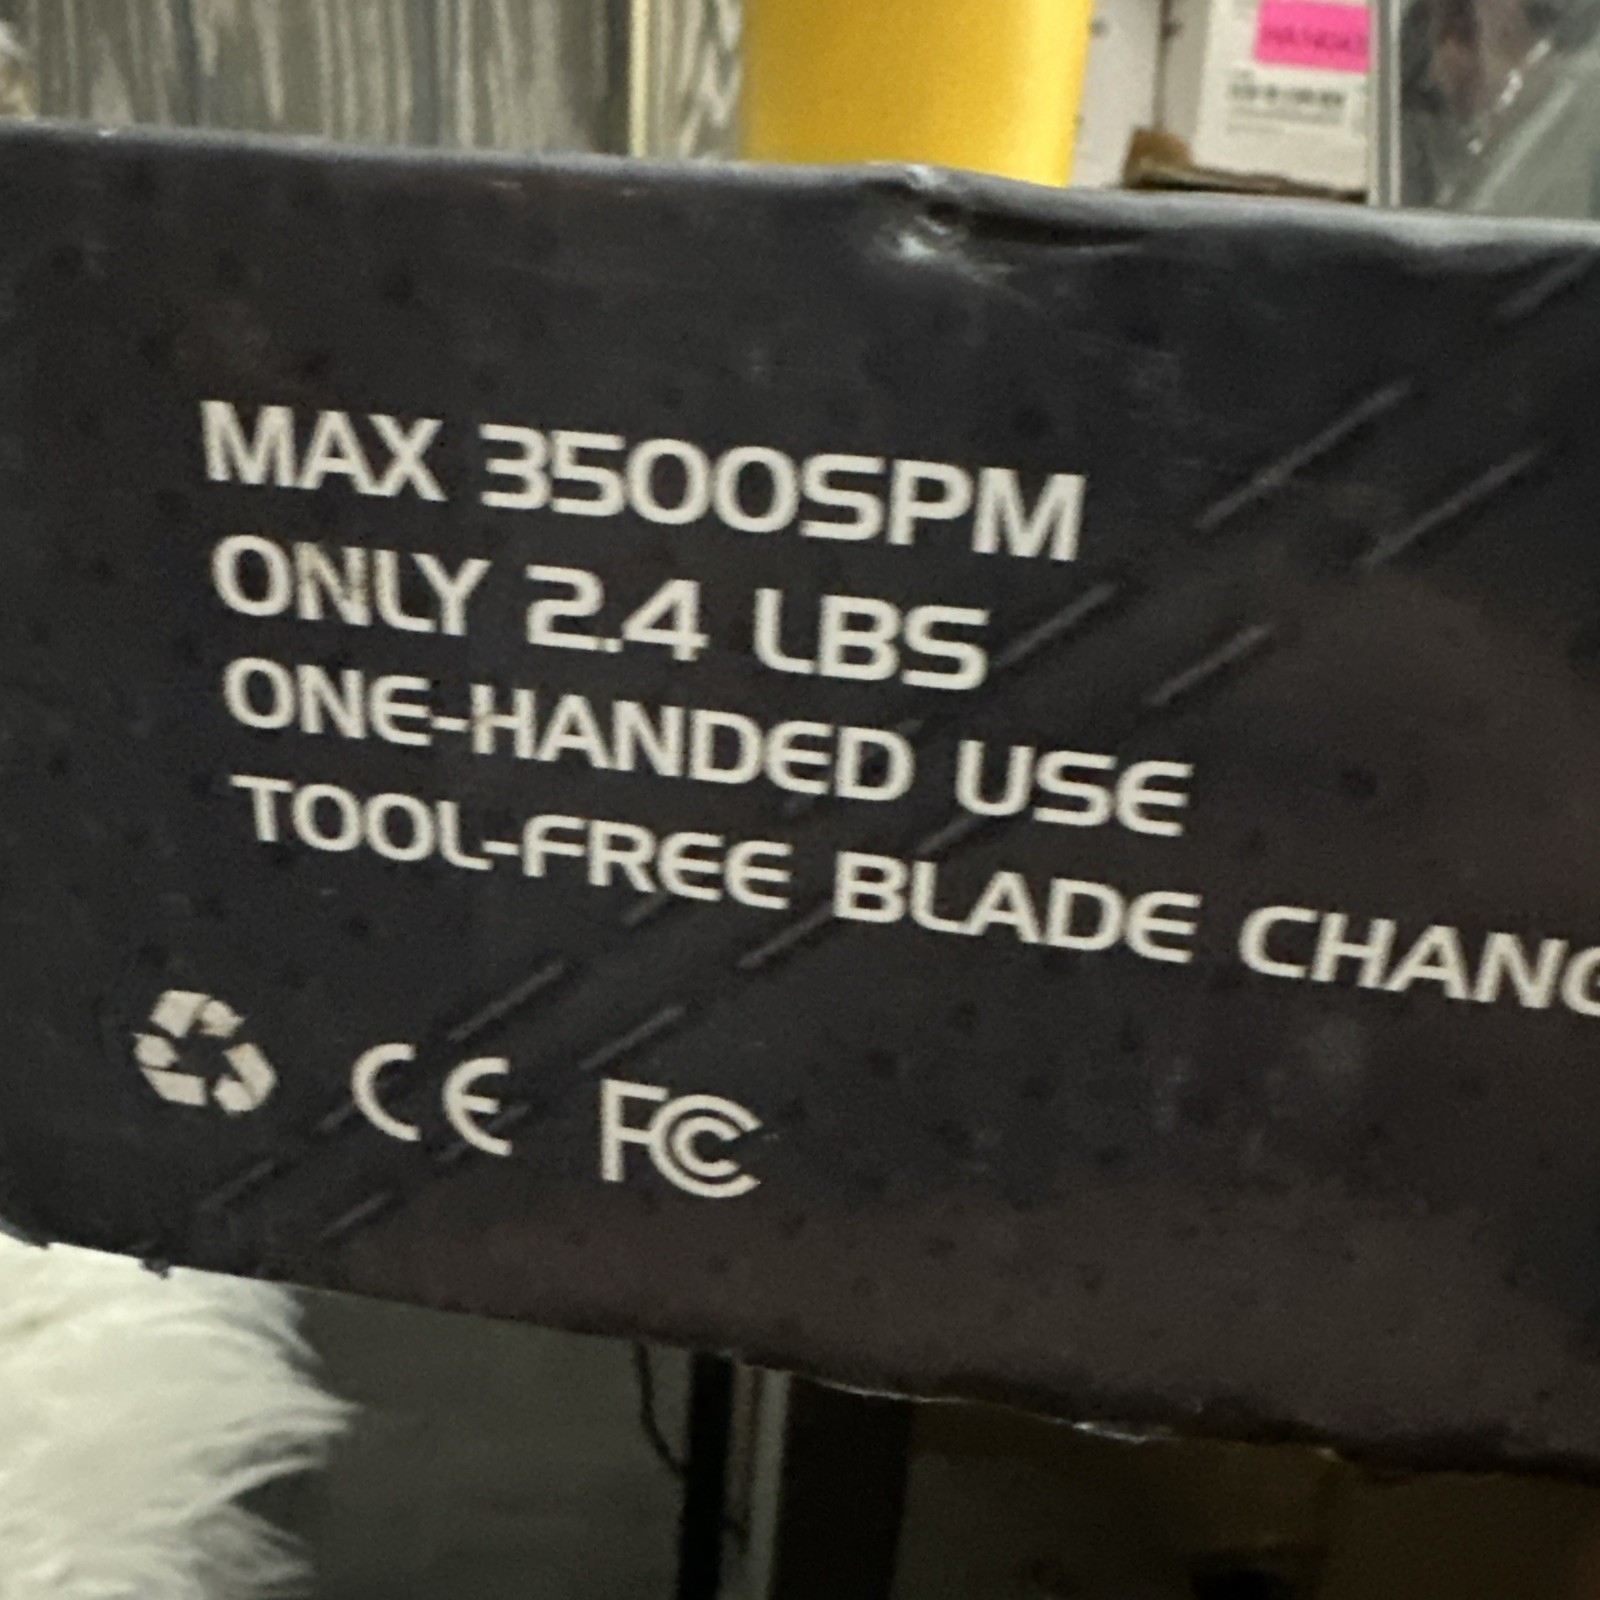 MAX 3500SPM
ONLY 2.4 LBS
ONE-HANDED USE
TOOL-FREE BLADE CHANG
CE FC